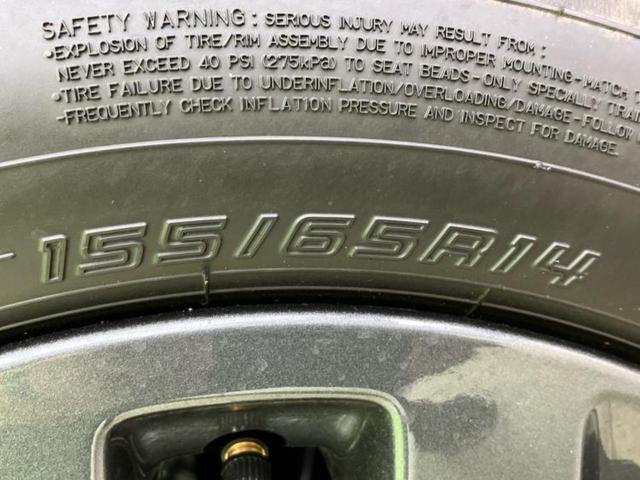 SAFETY WARNING: SERIOUS INJURY MAY RESULT FROM:
•EXPLOSION OF TIRE/RIM ASSEMBLY DUE TO IMPROPER MOUNTING-MATCH
NEVER EXCEED 40 PSI (275kPa) TO SEAT BEADS-ONLY SPECIALLY
•TIRE FAILURE DUE TO UNDERINFLATION/OVERLOADING/DAMAGE-FOLLOW
-FREQUENTLY CHECK INFLATION PRESSURE AND INSPECT FOR DAMAGE
155/65R14